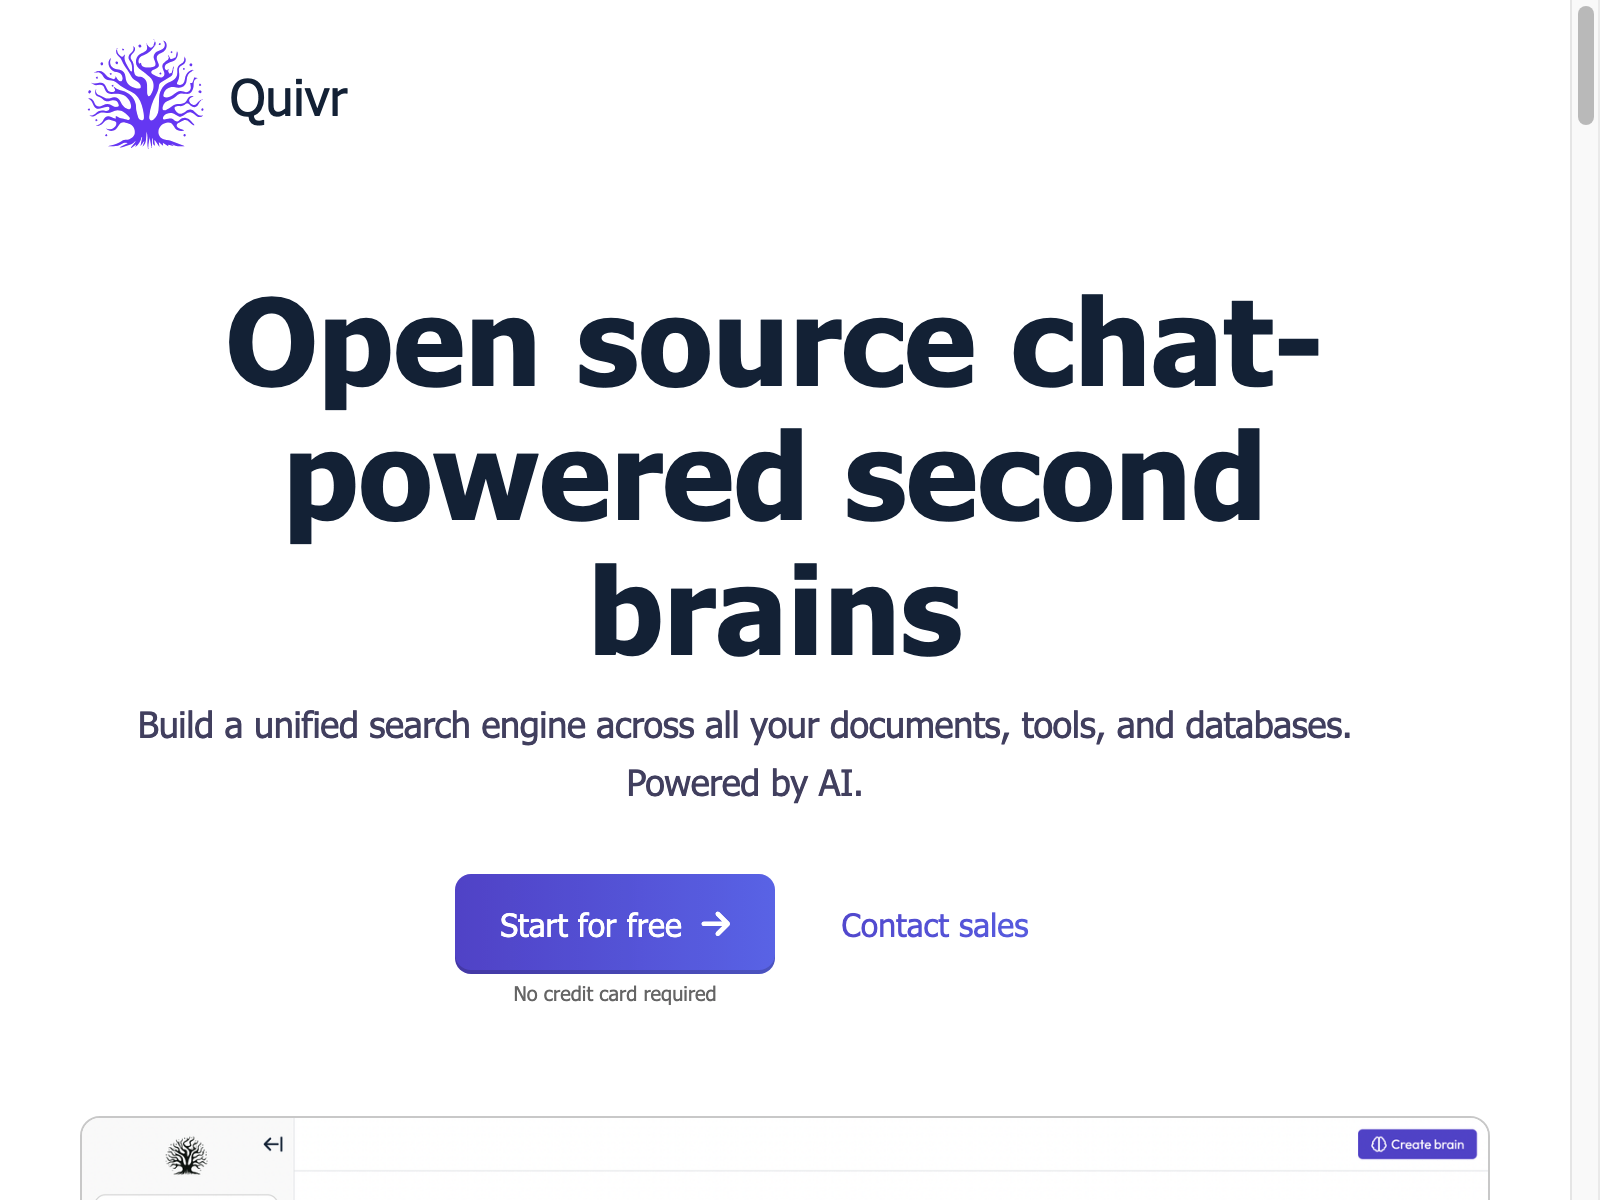 Quivr
Open source chat-
powered second
brains
Build a unified search engine across all your documents, tools, and databases.
Powered by AI.
Start for free
Contact sales
No credit card required
Create brain